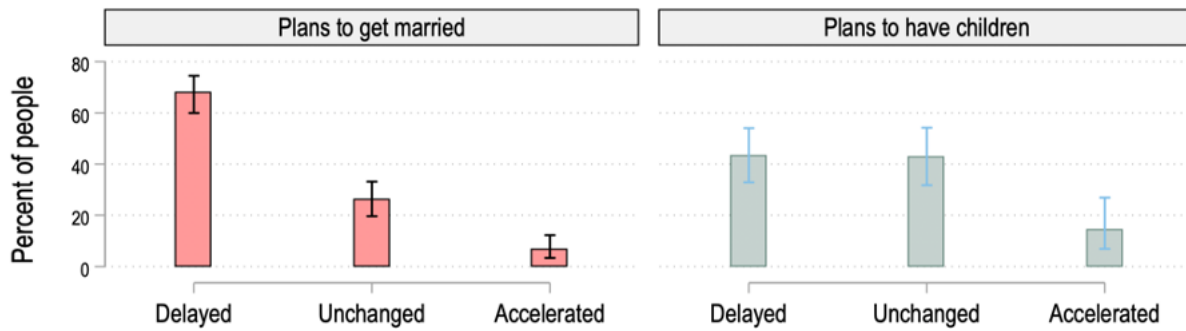 Plans to get married
Plans to have children
Percent of people
80
60
40
20
0
Delayed Unchanged Accelerated
Delayed Unchanged Accelerated